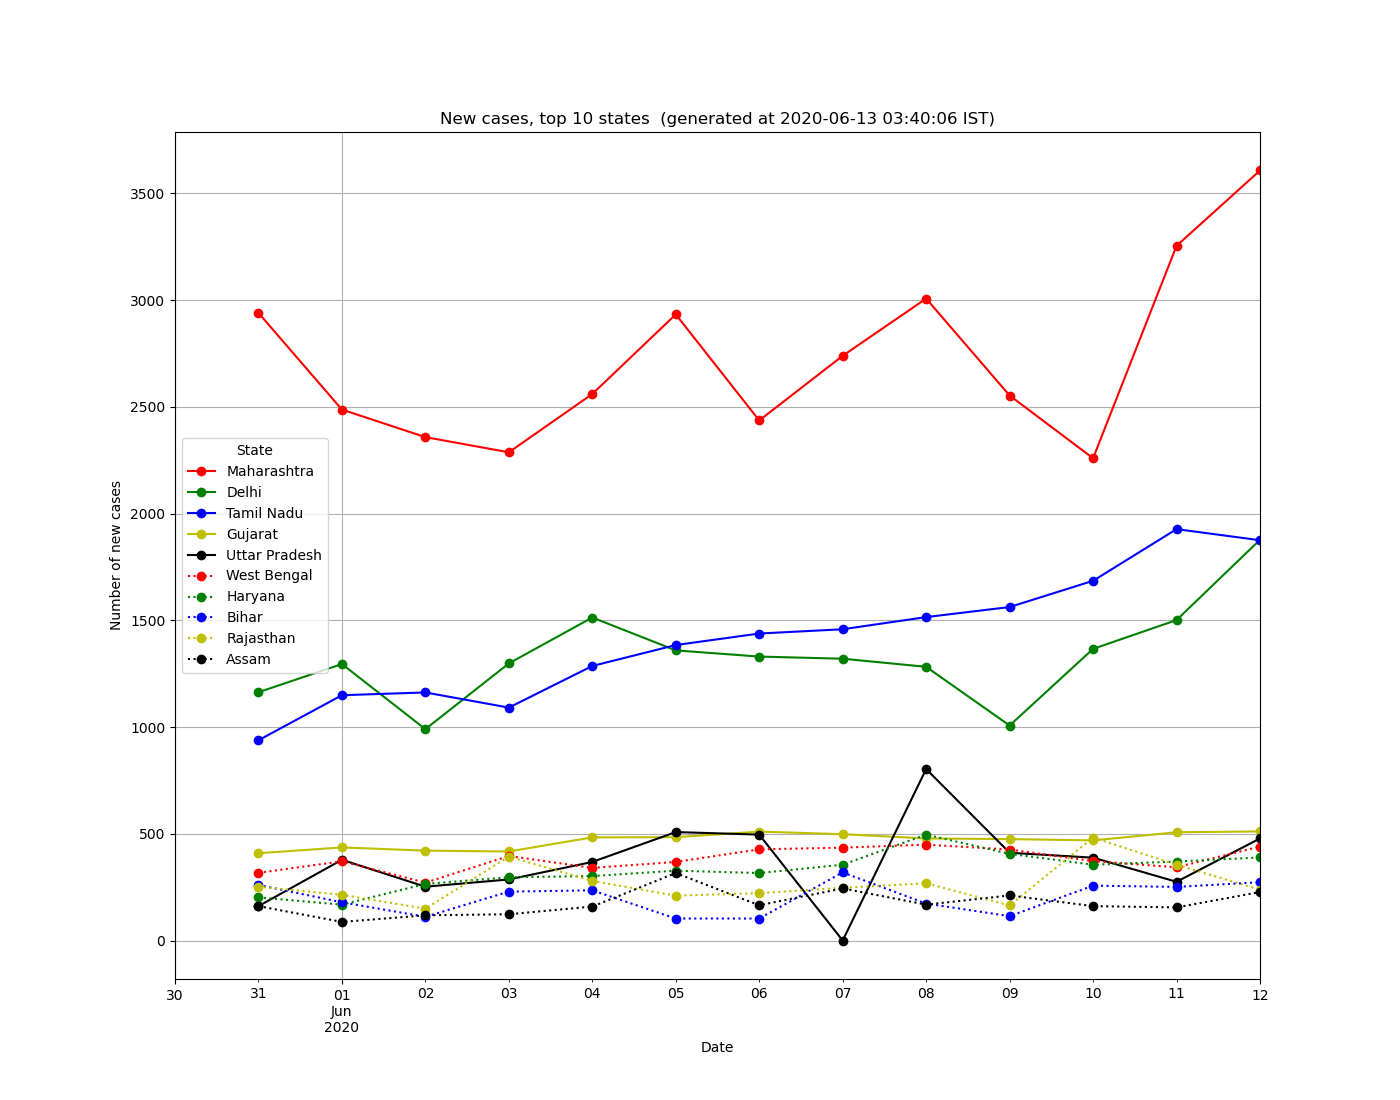 New cases, top 10 states  (generated at 2020-06-13 03:40:06 IST)
3500
3000
2500
2000
1500
1000
500
0
Number of new cases
State
Maharashtra
Delhi
Tamil Nadu
Gujarat
Uttar Pradesh
West Bengal
Haryana
Bihar
Rajasthan
Assam
30 31 01 02 03 04 05 06 07 08 09 10 11 12
Jun
2020
Date